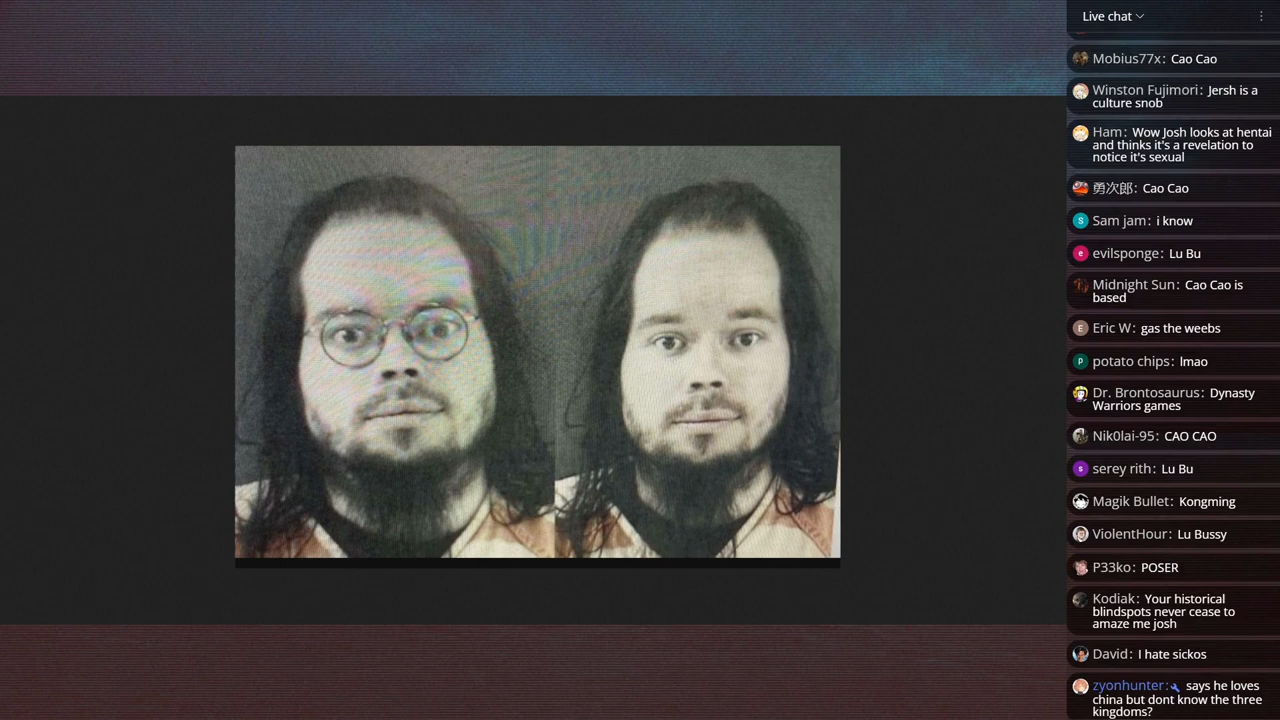 Live chat
Mobius77x: Cao Cao
Winston Fujimori: Jersh is a
culture snob
Ham: Wow Josh looks at hentai
and thinks it's a revelation to
notice it's sexual
勇次郎: Cao Cao
S Sam jam: i know
e evilsponge: Lu Bu
Midnight Sun: Cao Cao is
based
E Eric W: gas the weebs
P potato chips: lmao
Dr. Brontosaurus: Dynasty
Warriors games
Nik0lai-95: CAO CAO
s serey rith: Lu Bu
Magik Bullet: Kongming
ViolentHour: Lu Bussy
P33ko: POSER
Kodiak: Your historical
blindspots never cease to
amaze me josh
David: I hate sickos
zyonhunter: says he loves
china but dont know the three
kingdoms?